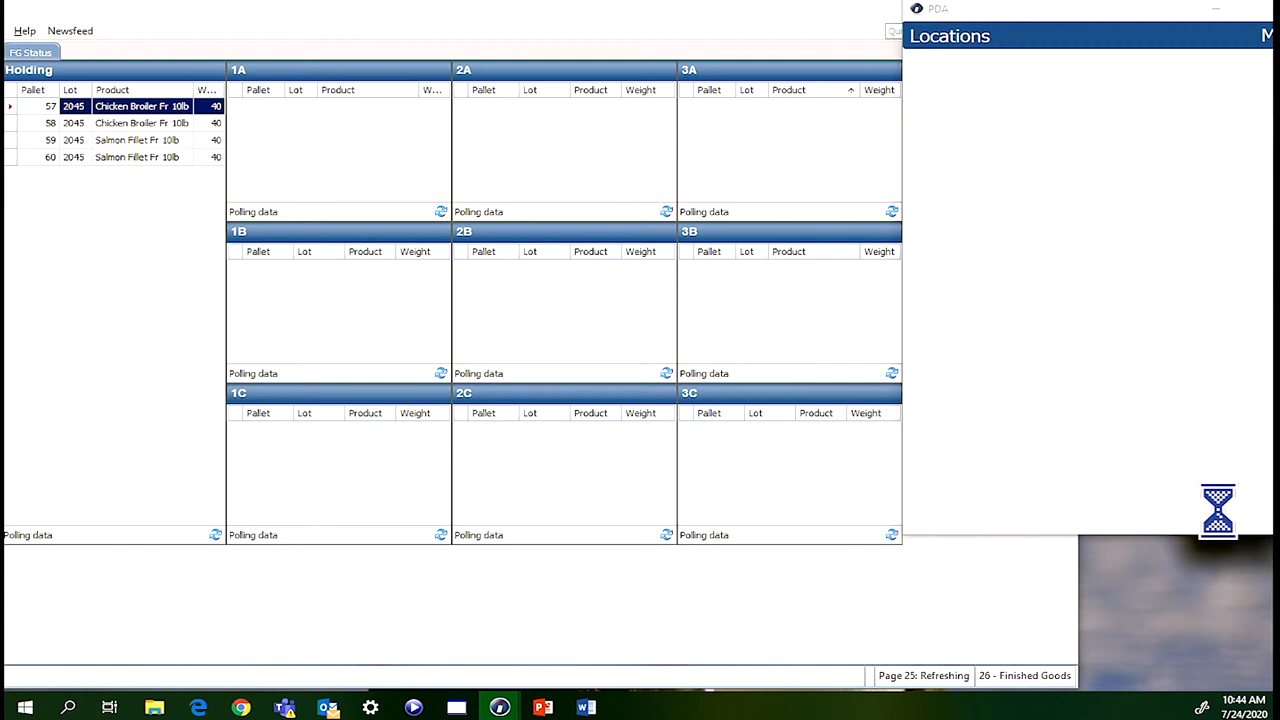 PDA
Help Newsfeed
Qui
Locations M
FG Status
Holding 1A 2A 3A
Pallet Lot Product W... Pallet Lot Product W... Pallet Lot Product Weight Pallet Lot Product Weight
57 2045 Chicken Broiler Fr 10lb 40
58 2045 Chicken Broiler Fr 10lb 40
59 2045 Salmon Fillet Fr 10lb 40
60 2045 Salmon Fillet Fr 10lb 40
Polling data Polling data Polling data
1B 2B 3B
Pallet Lot Product Weight Pallet Lot Product Weight Pallet Lot Product Weight
Polling data Polling data Polling data
1C 2C 3C
Pallet Lot Product Weight Pallet Lot Product Weight Pallet Lot Product Weight
Polling data Polling data Polling data Polling data
Page 25: Refreshing 26 - Finished Goods
10:44 AM
7/24/2020